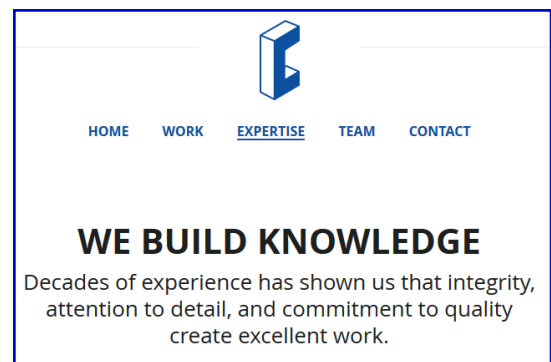 HOME WORK EXPERTISE TEAM CONTACT
WE BUILD KNOWLEDGE
Decades of experience has shown us that integrity,
attention to detail, and commitment to quality
create excellent work.